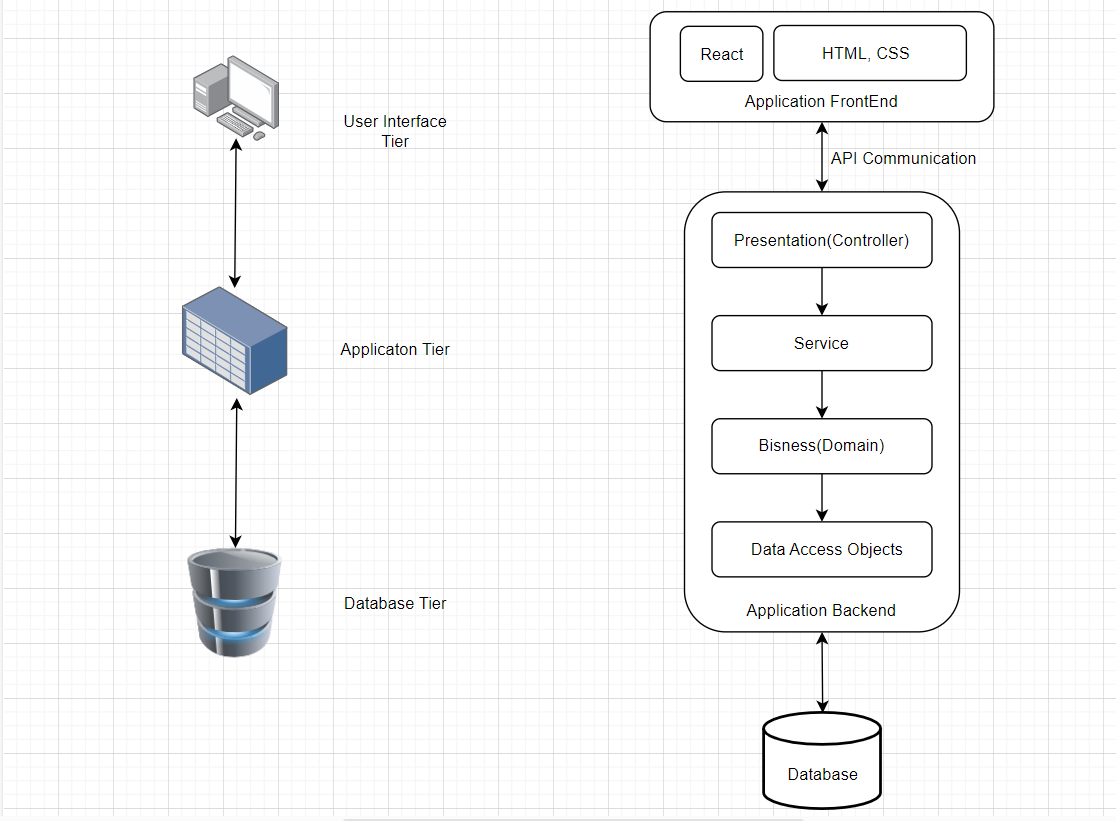 User Interface
Tier
Applicaton Tier
Database Tier
React
HTML, CSS
Application FrontEnd
API Communication
Presentation(Controller)
Service
Bisness(Domain)
Data Access Objects
Application Backend
Database